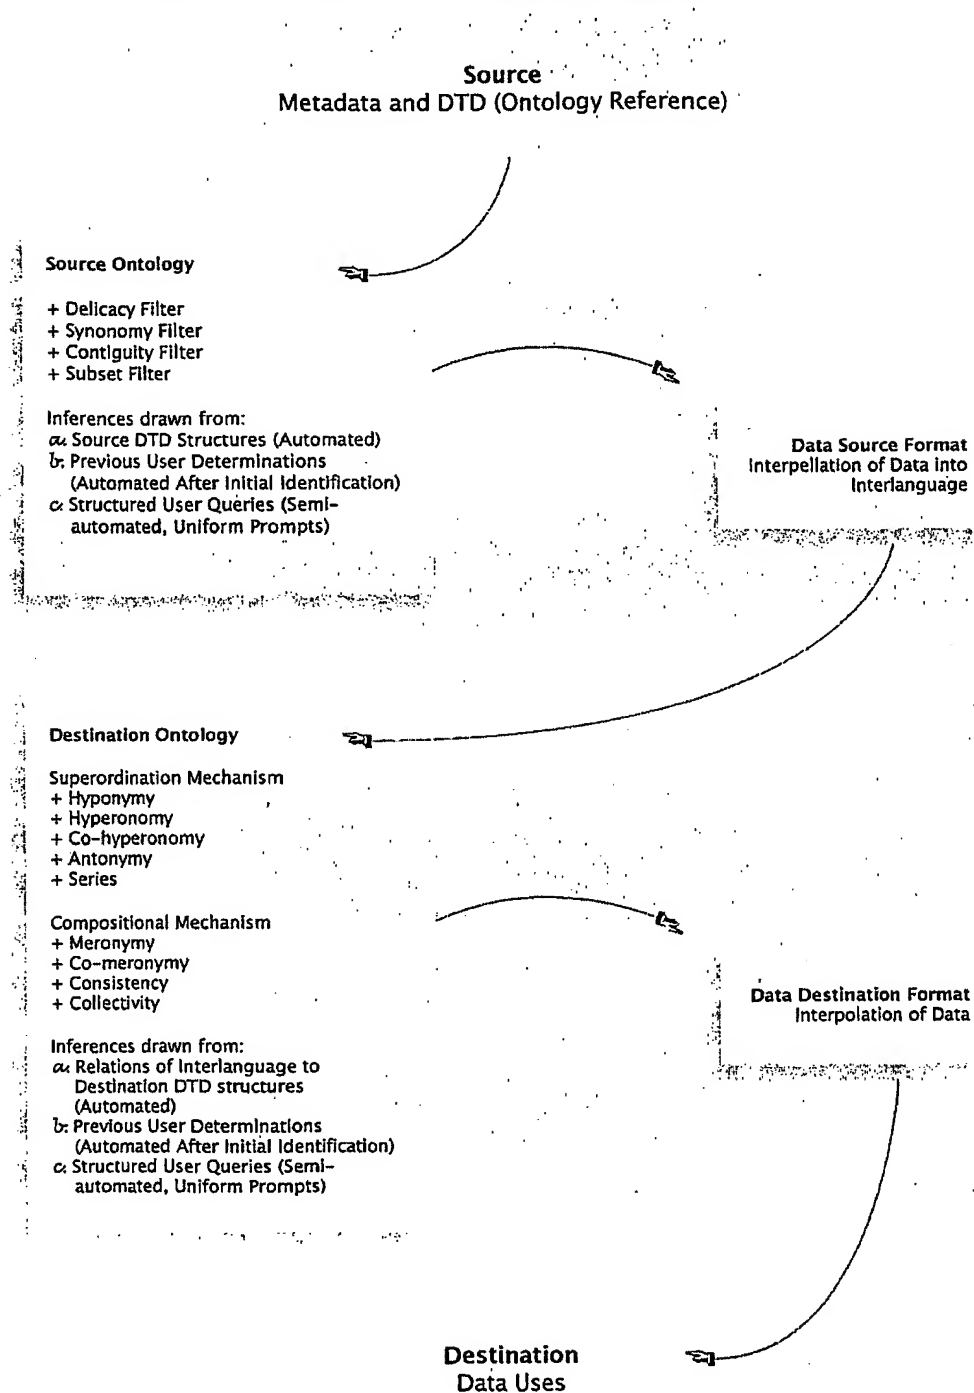 Source
Metadata and DTD (Ontology Reference)
Source Ontology
+ Delicacy Filter
+ Synonomy Filter
+ Contiguity Filter
+ Subset Filter
Inferences drawn from:
a. Source DTD Structures (Automated)
b. Previous User Determinations
(Automated After Initial Identification)
c. Structured User Queries (Semi-
automated, Uniform Prompts)
Data Source Format
Interpellation of Data into
Interlanguage
Destination Ontology
Superordination Mechanism
+ Hyponymy
+ Hyperonomy
+ Co-hyperonomy
+ Antonymy
+ Series
Compositional Mechanism
+ Meronymy
+ Co-meronymy
+ Consistency
+ Collectivity
Inferences drawn from:
a. Relations of Interlanguage to
Destination DTD structures
(Automated)
b. Previous User Determinations
(Automated After Initial Identification)
c. Structured User Queries (Semi-
automated, Uniform Prompts)
Data Destination Format
Interpolation of Data
Destination
Data Uses